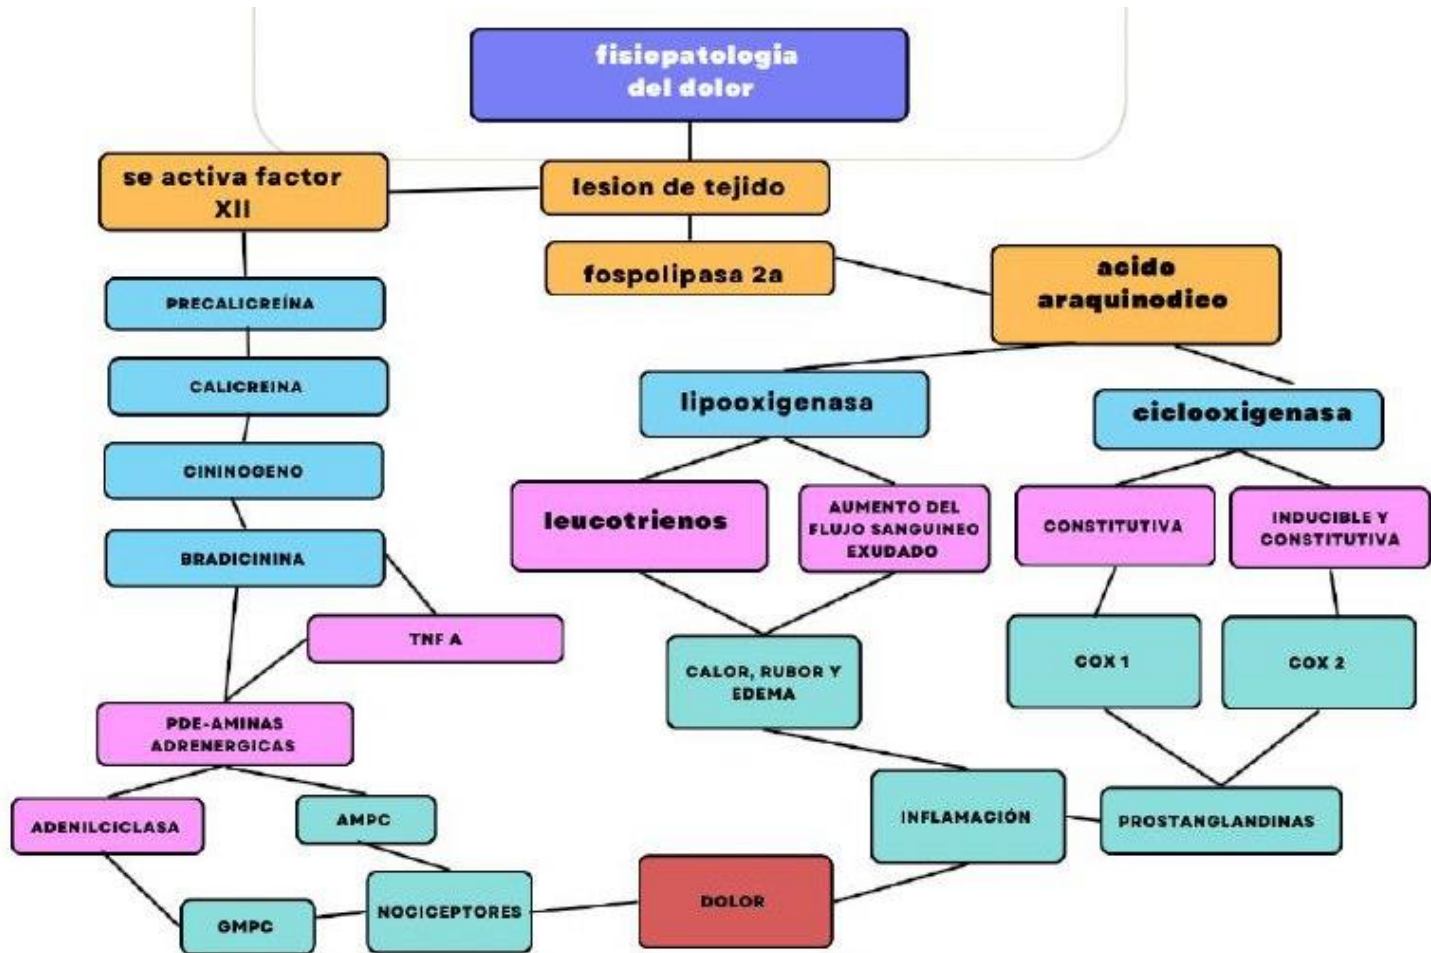 fisiopatologia
del dolor
se activa factor
XII
lesion de tejido
fospolipasa 2a
acido
araquinodico
PRECALICREÍNA
CALICREINA
CININOGENO
BRADICININA
TNF A
PDE-AMINAS
ADRENERGICAS
ADENILCICLASA
AMPC
GMPC
NOCICEPTORES
lipooxigenasa
ciclooxigenasa
leucotrienos
AUMENTO DEL
FLUJO SANGUINEO
EXUDADO
CONSTITUTIVA
INDUCIBLE Y
CONSTITUTIVA
CALOR, RUBOR Y
EDEMA
COX 1
COX 2
INFLAMACIÓN
PROSTANGLANDINAS
DOLOR